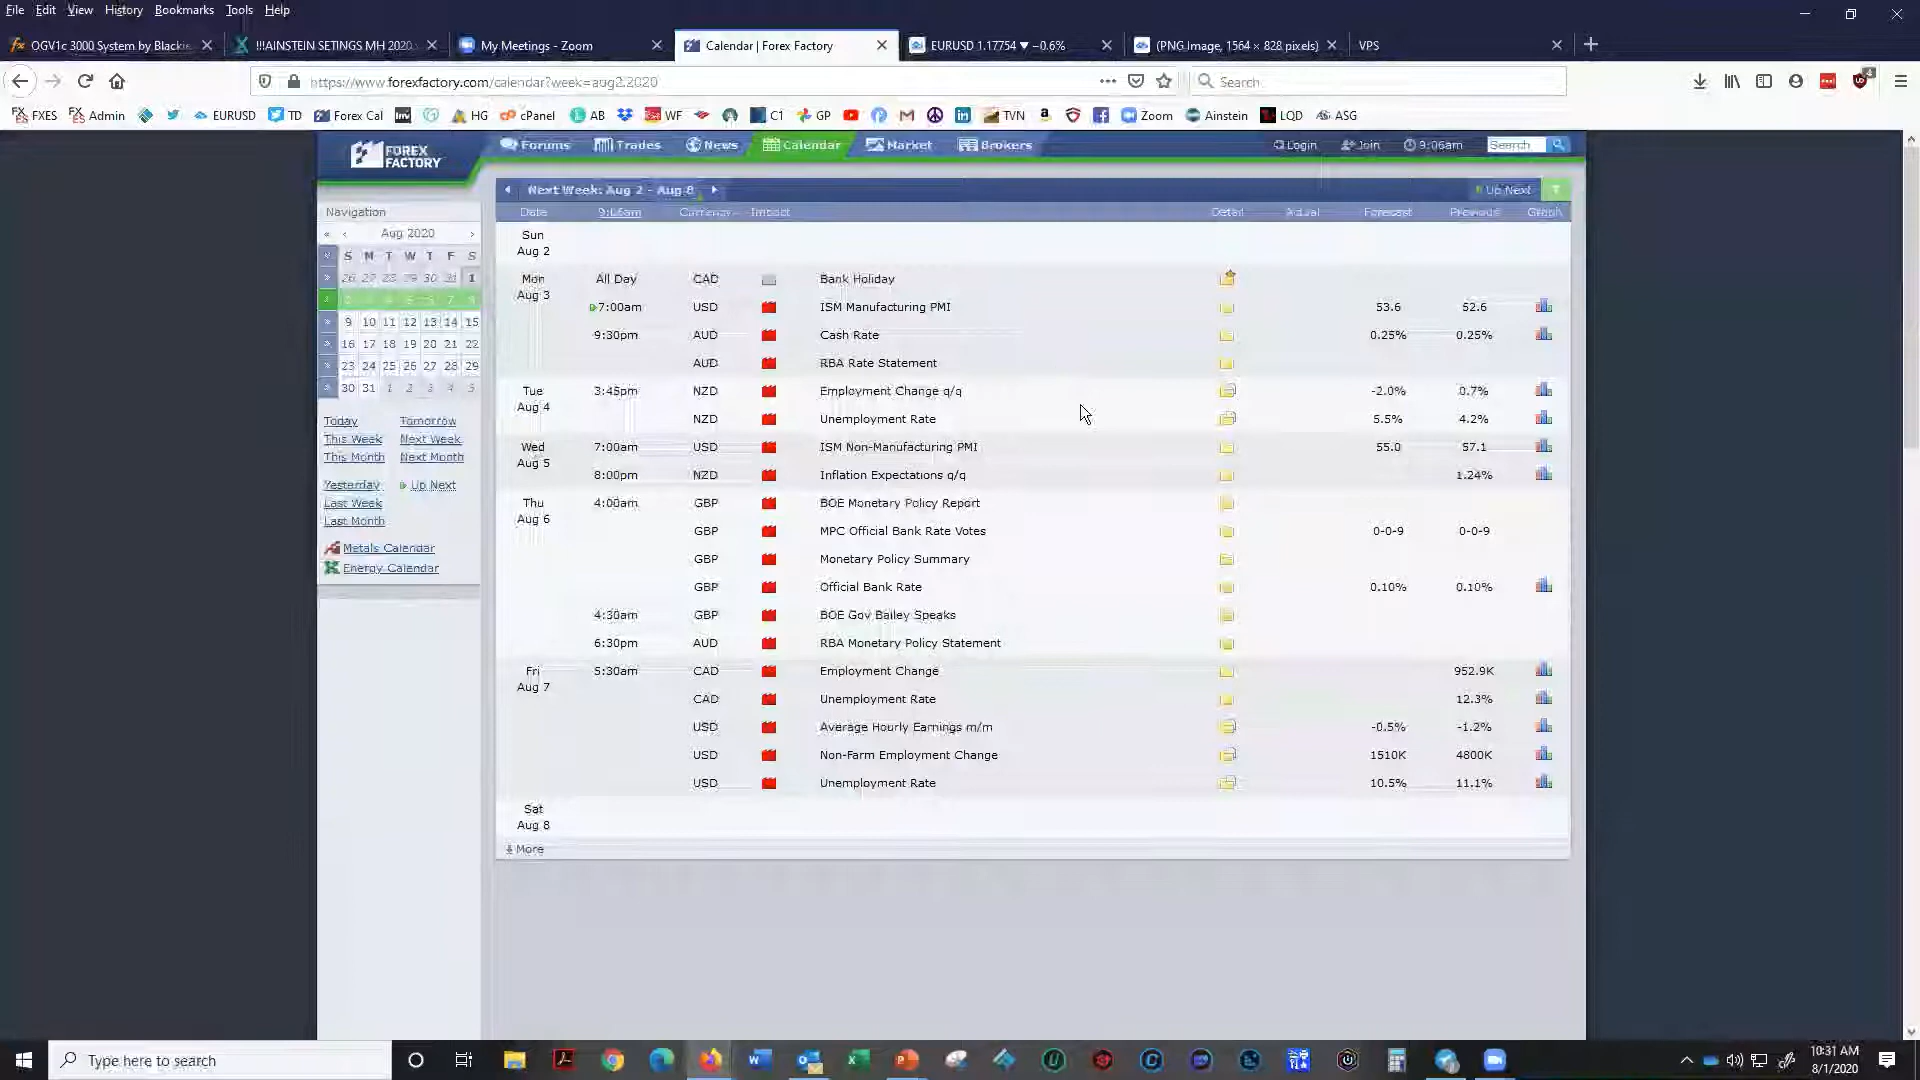 File Edit View History Bookmarks Tools Help
OGV1c 3000 System by Blackie
!!!AINSTEIN SETINGS MH 2020
My Meetings - Zoom
Calendar | Forex Factory
EURUSD 1.17754 ▼ −0.6%
(PNG Image, 1564 × 828 pixels)
VPS
https://www.forexfactory.com/calendar?week=aug2.2020
Search
4
FXES Admin EURUSD TD Forex Cal HG cPanel AB WF C1 GP TVN Zoom Ainstein LQD ASG
FOREX FACTORY
Forums Trades News Calendar Market Brokers
Login Join 9:06am Search
Navigation
« ‹ Aug 2020 ›
S M T W T F S
26 27 28 29 30 31 1
2 3 4 5 6 7 8
9 10 11 12 13 14 15
16 17 18 19 20 21 22
23 24 25 26 27 28 29
30 31 1 2 3 4 5
Today Tomorrow
This Week Next Week
This Month Next Month
Yesterday Up Next
Last Week
Last Month
Metals Calendar
Energy Calendar
Next Week: Aug 2 - Aug 8
Up Next
Date 9:06am Currency Impact Detail Actual Forecast Previous Graph
Sun
Aug 2
Mon
Aug 3
All Day CAD Bank Holiday
7:00am USD ISM Manufacturing PMI 53.6 52.6
9:30pm AUD Cash Rate 0.25% 0.25%
AUD RBA Rate Statement
Tue
Aug 4
3:45pm NZD Employment Change q/q -2.0% 0.7%
NZD Unemployment Rate 5.5% 4.2%
Wed
Aug 5
7:00am USD ISM Non-Manufacturing PMI 55.0 57.1
8:00pm NZD Inflation Expectations q/q 1.24%
Thu
Aug 6
4:00am GBP BOE Monetary Policy Report
GBP MPC Official Bank Rate Votes 0-0-9 0-0-9
GBP Monetary Policy Summary
GBP Official Bank Rate 0.10% 0.10%
4:30am GBP BOE Gov Bailey Speaks
6:30pm AUD RBA Monetary Policy Statement
Fri
Aug 7
5:30am CAD Employment Change 952.9K
CAD Unemployment Rate 12.3%
USD Average Hourly Earnings m/m -0.5% -1.2%
USD Non-Farm Employment Change 1510K 4800K
USD Unemployment Rate 10.5% 11.1%
Sat
Aug 8
More
Type here to search
10:31 AM
8/1/2020